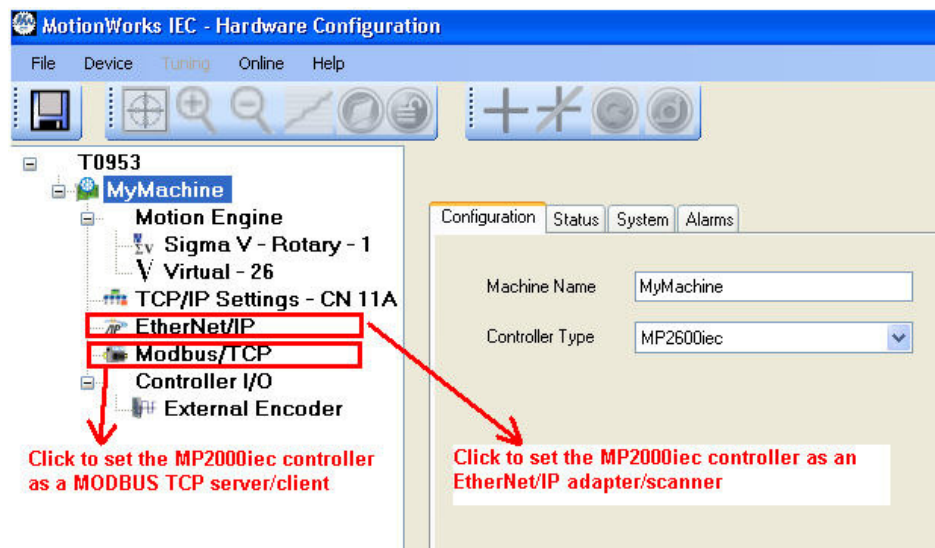 MotionWorks IEC - Hardware Configuration
File Device Tuning Online Help
T0953
MyMachine
Motion Engine
Sigma V - Rotary - 1
Virtual - 26
TCP/IP Settings - CN 11A
EtherNet/IP
Modbus/TCP
Controller I/O
External Encoder
Click to set the MP2000iec controller
as a MODBUS TCP server/client
Configuration Status System Alarms
Machine Name MyMachine
Controller Type MP2600iec
Click to set the MP2000iec controller as an
EtherNet/IP adapter/scanner